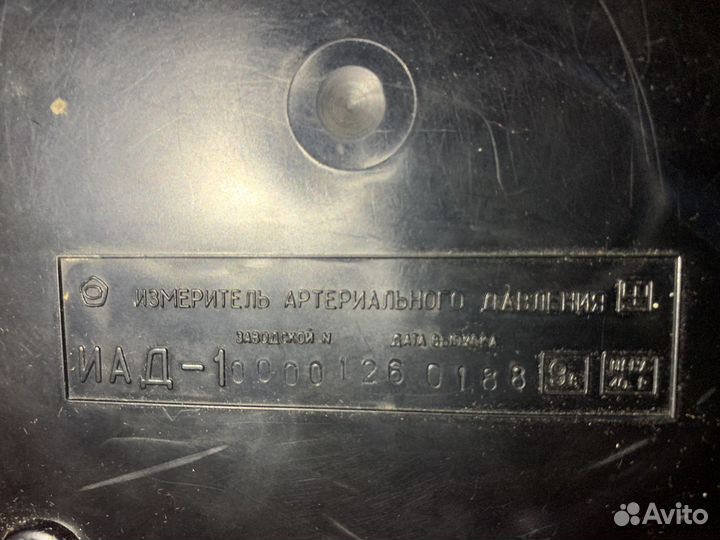 ИЗМЕРИТЕЛЬ АРТЕРИАЛЬНОГО ДАВЛЕНИЯ
ЗАВОДСКОЙ N ДАТА ВЫПУСКА
ИАД-1 0000126 0188
Avito